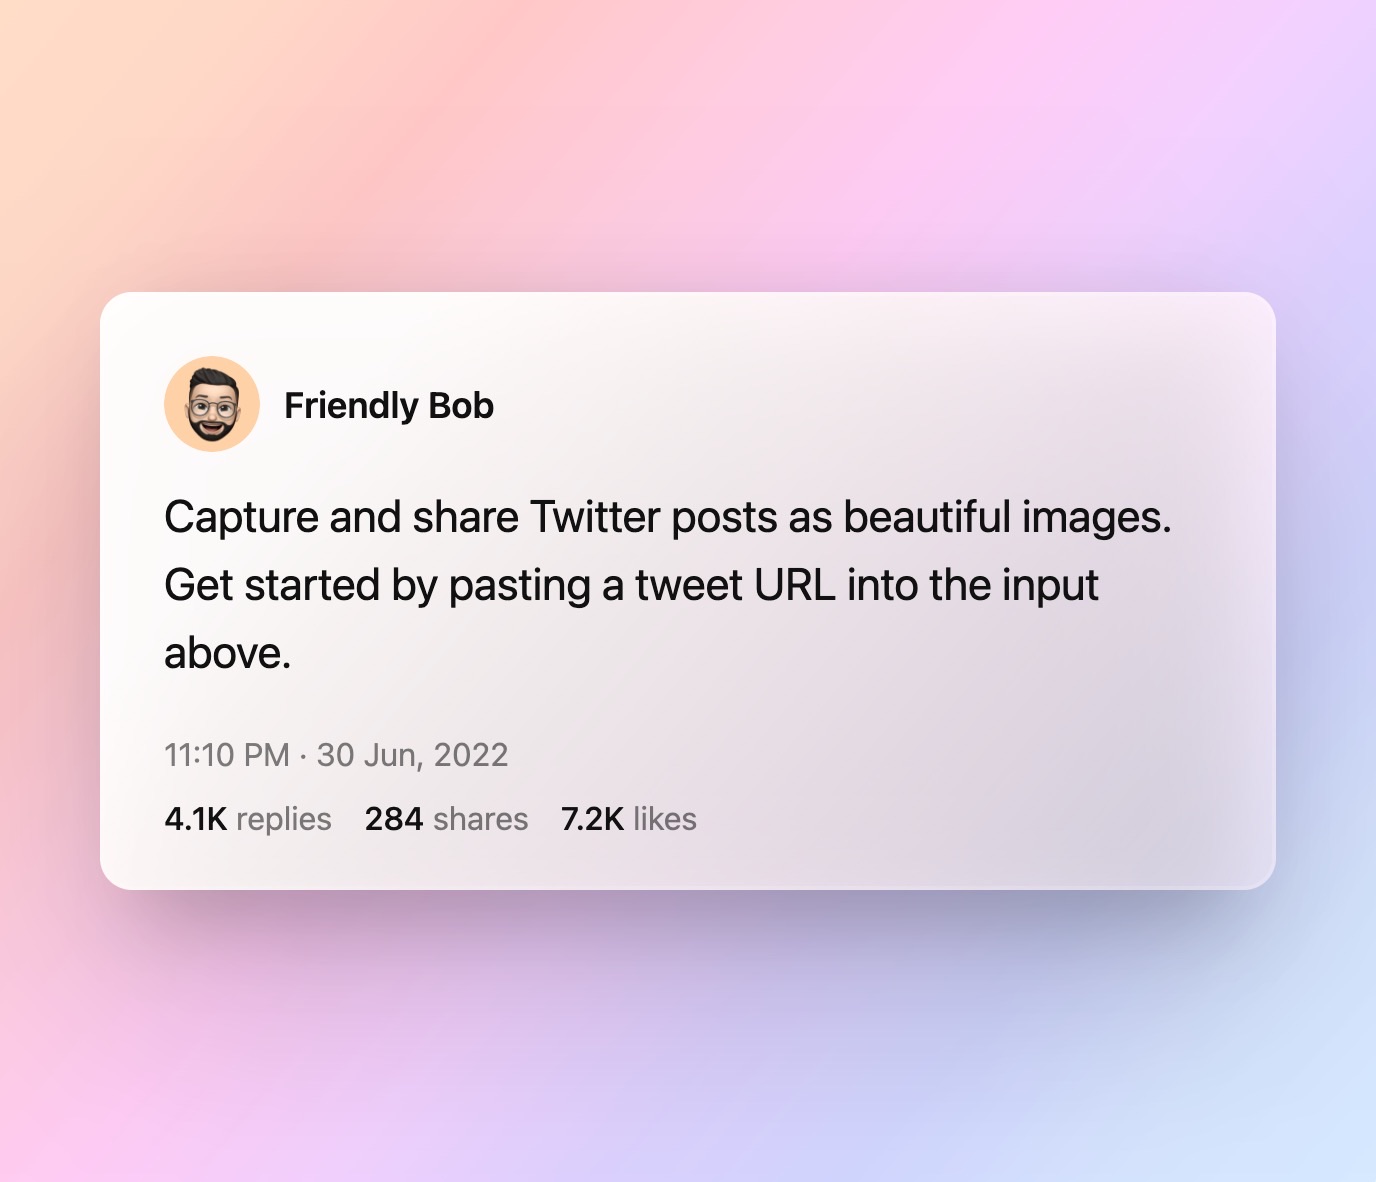 Friendly Bob
Capture and share Twitter posts as beautiful images.
Get started by pasting a tweet URL into the input
above.
11:10 PM · 30 Jun, 2022
4.1K replies 284 shares 7.2K likes